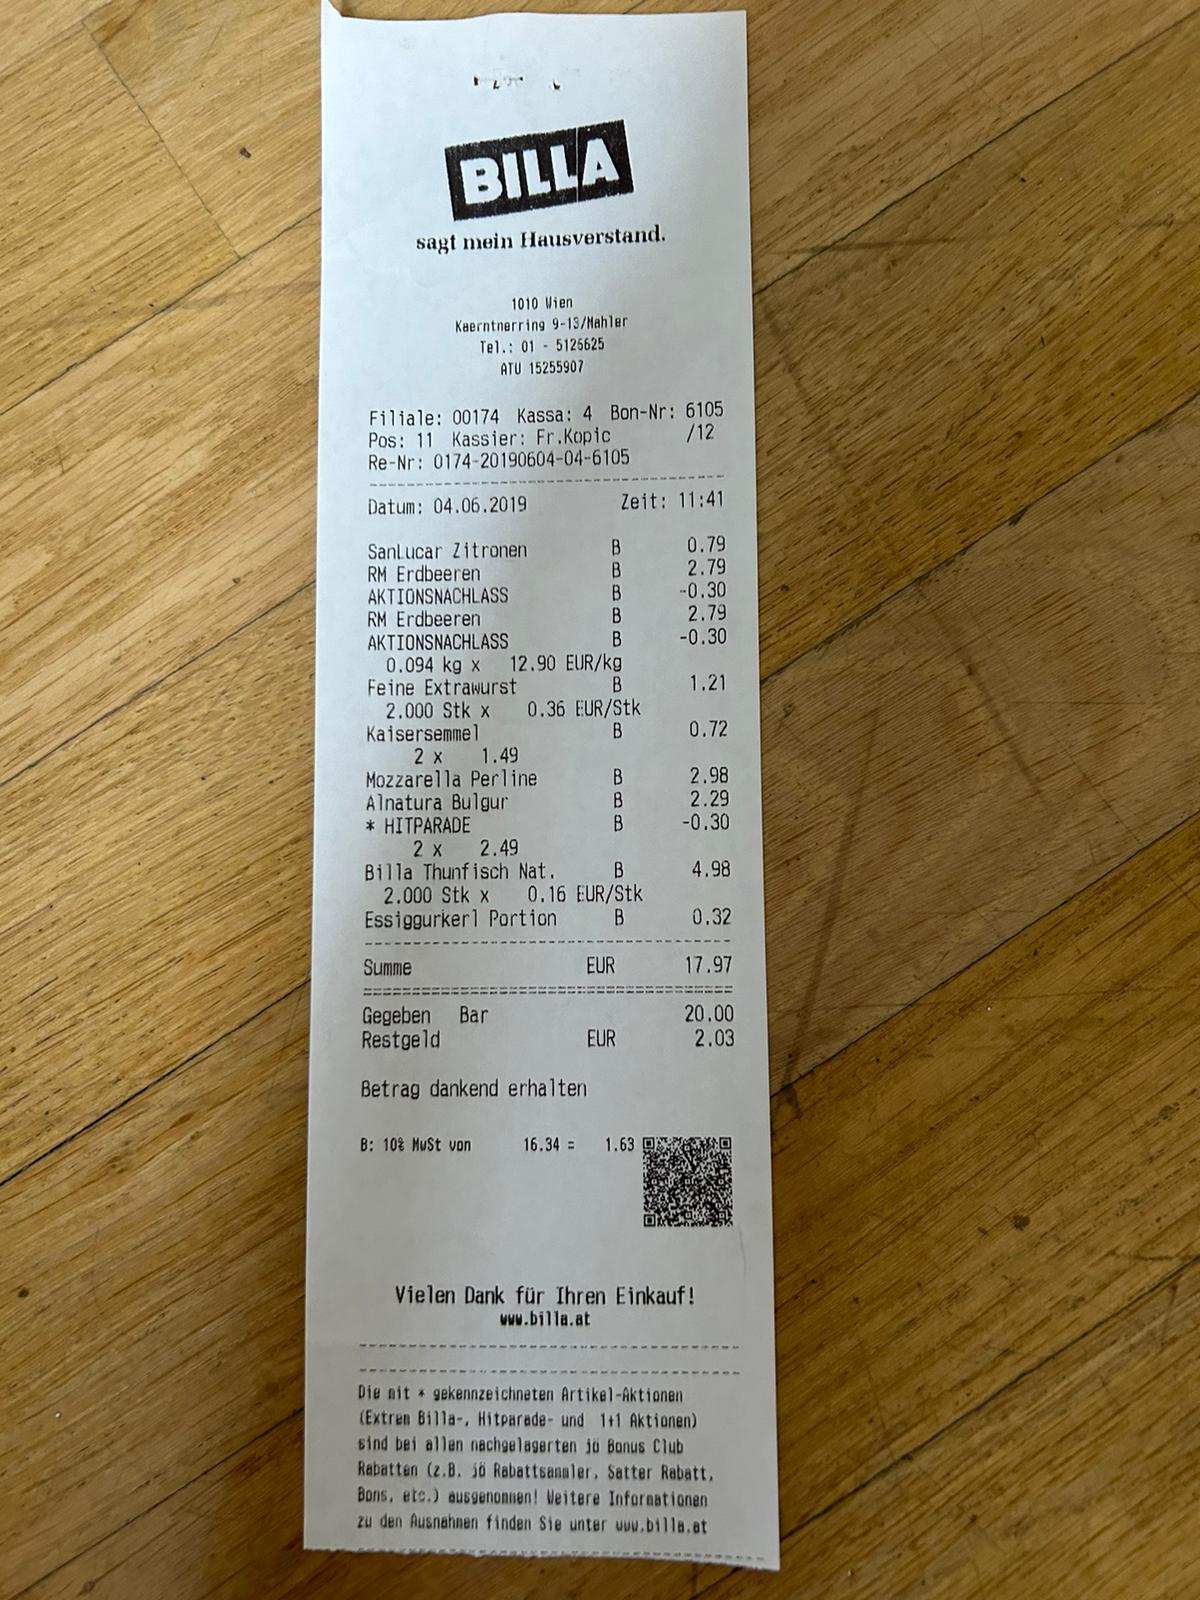 BILLA
sagt mein Hausverstand.
1010 Wien
Kaerntnerring 9-13/Mahler
Tel.: 01 - 5126625
ATU 15255907
Filiale: 00174 Kassa: 4 Bon-Nr: 6105
Pos: 11 Kassier: Fr.Kopic /12
Re-Nr: 0174-20190604-04-6105
Datum: 04.06.2019 Zeit: 11:41
SanLucar Zitronen B 0.79
RM Erdbeeren B 2.79
AKTIONSNACHLASS B -0.30
RM Erdbeeren B 2.79
AKTIONSNACHLASS B -0.30
0.094 kg x 12.90 EUR/kg
Feine Extrawurst B 1.21
2.000 Stk x 0.36 EUR/Stk
Kaisersemmel B 0.72
2 x 1.49
Mozzarella Perline B 2.98
Alnatura Bulgur B 2.29
* HITPARADE B -0.30
2 x 2.49
Billa Thunfisch Nat. B 4.98
2.000 Stk x 0.16 EUR/Stk
Essiggurkerl Portion B 0.32
Summe EUR 17.97
Gegeben Bar 20.00
Restgeld EUR 2.03
Betrag dankend erhalten
B: 10% MwSt von 16.34 = 1.63
Vielen Dank für Ihren Einkauf!
www.billa.at
Die mit * gekennzeichneten Artikel-Aktionen
(Extrem Billa-, Hitparade- und 1+1 Aktionen)
sind bei allen nachgelagerten jö Bonus Club
Rabatten (z.B. jö Rabattsammler, Satter Rabatt,
Bons, etc.) ausgenommen! Weitere Informationen
zu den Ausnahmen finden Sie unter www.billa.at